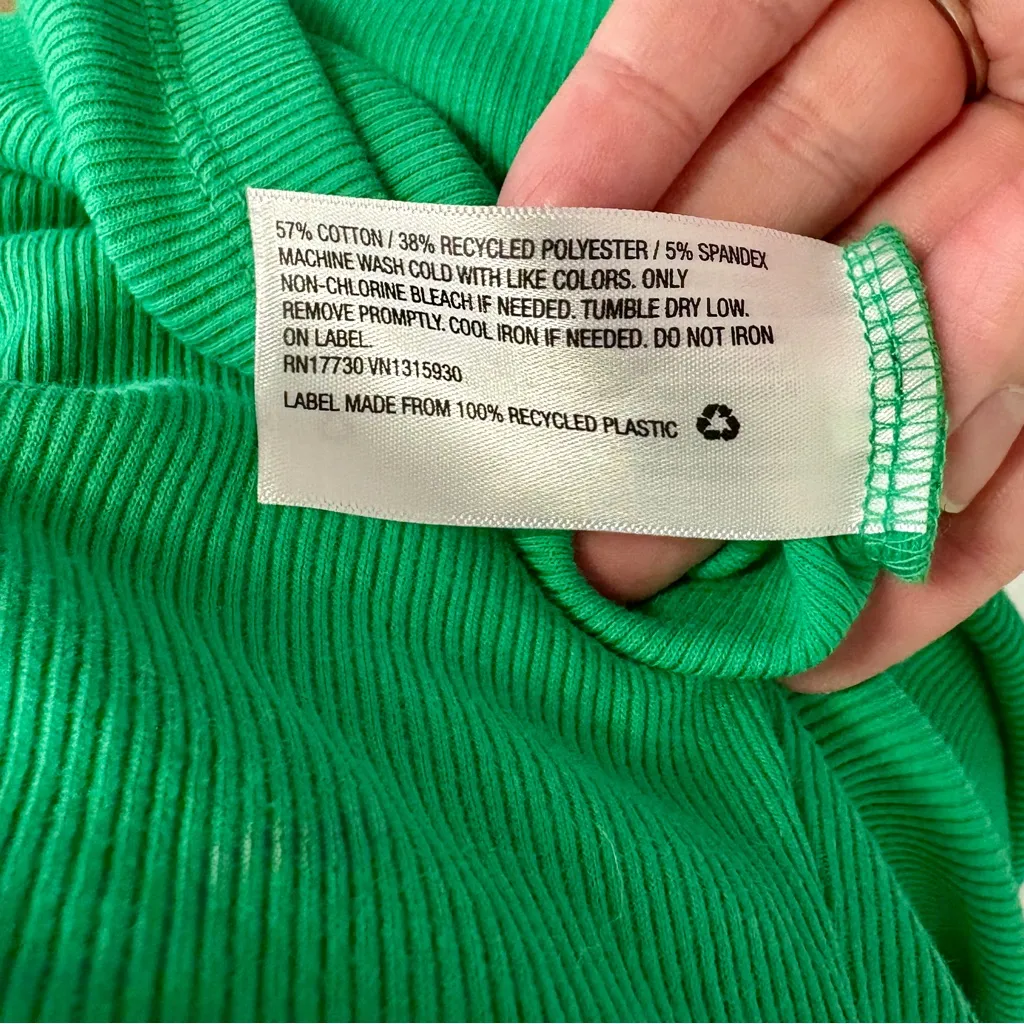 57% COTTON / 38% RECYCLED POLYESTER / 5% SPANDEX
MACHINE WASH COLD WITH LIKE COLORS. ONLY
NON-CHLORINE BLEACH IF NEEDED. TUMBLE DRY LOW.
REMOVE PROMPTLY. COOL IRON IF NEEDED. DO NOT IRON
ON LABEL.
RN17730 VN1315930
LABEL MADE FROM 100% RECYCLED PLASTIC